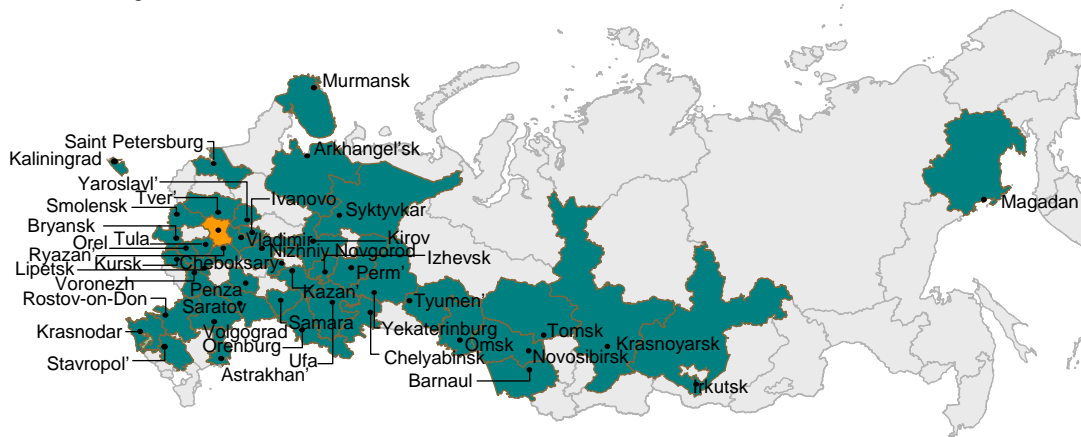 Murmansk
Saint Petersburg
Arkhangel'sk
Kaliningrad
Yaroslavl'
Ivanovo
Tver'
Smolensk
Syktyvkar
Magadan
Bryansk
Orel
Tula
Vladimir
Kirov
Ryazan'
Nizhniy Novgorod
Izhevsk
Lipetsk
Kursk
Cheboksary
Perm'
Voronezh
Penza
Kazan'
Rostov-on-Don
Saratov
Tyumen'
Krasnodar
Volgograd
Samara
Yekaterinburg
Tomsk
Orenburg
Omsk
Krasnoyarsk
Stavropol'
Ufa
Chelyabinsk
Novosibirsk
Astrakhan'
Barnaul
Irkutsk